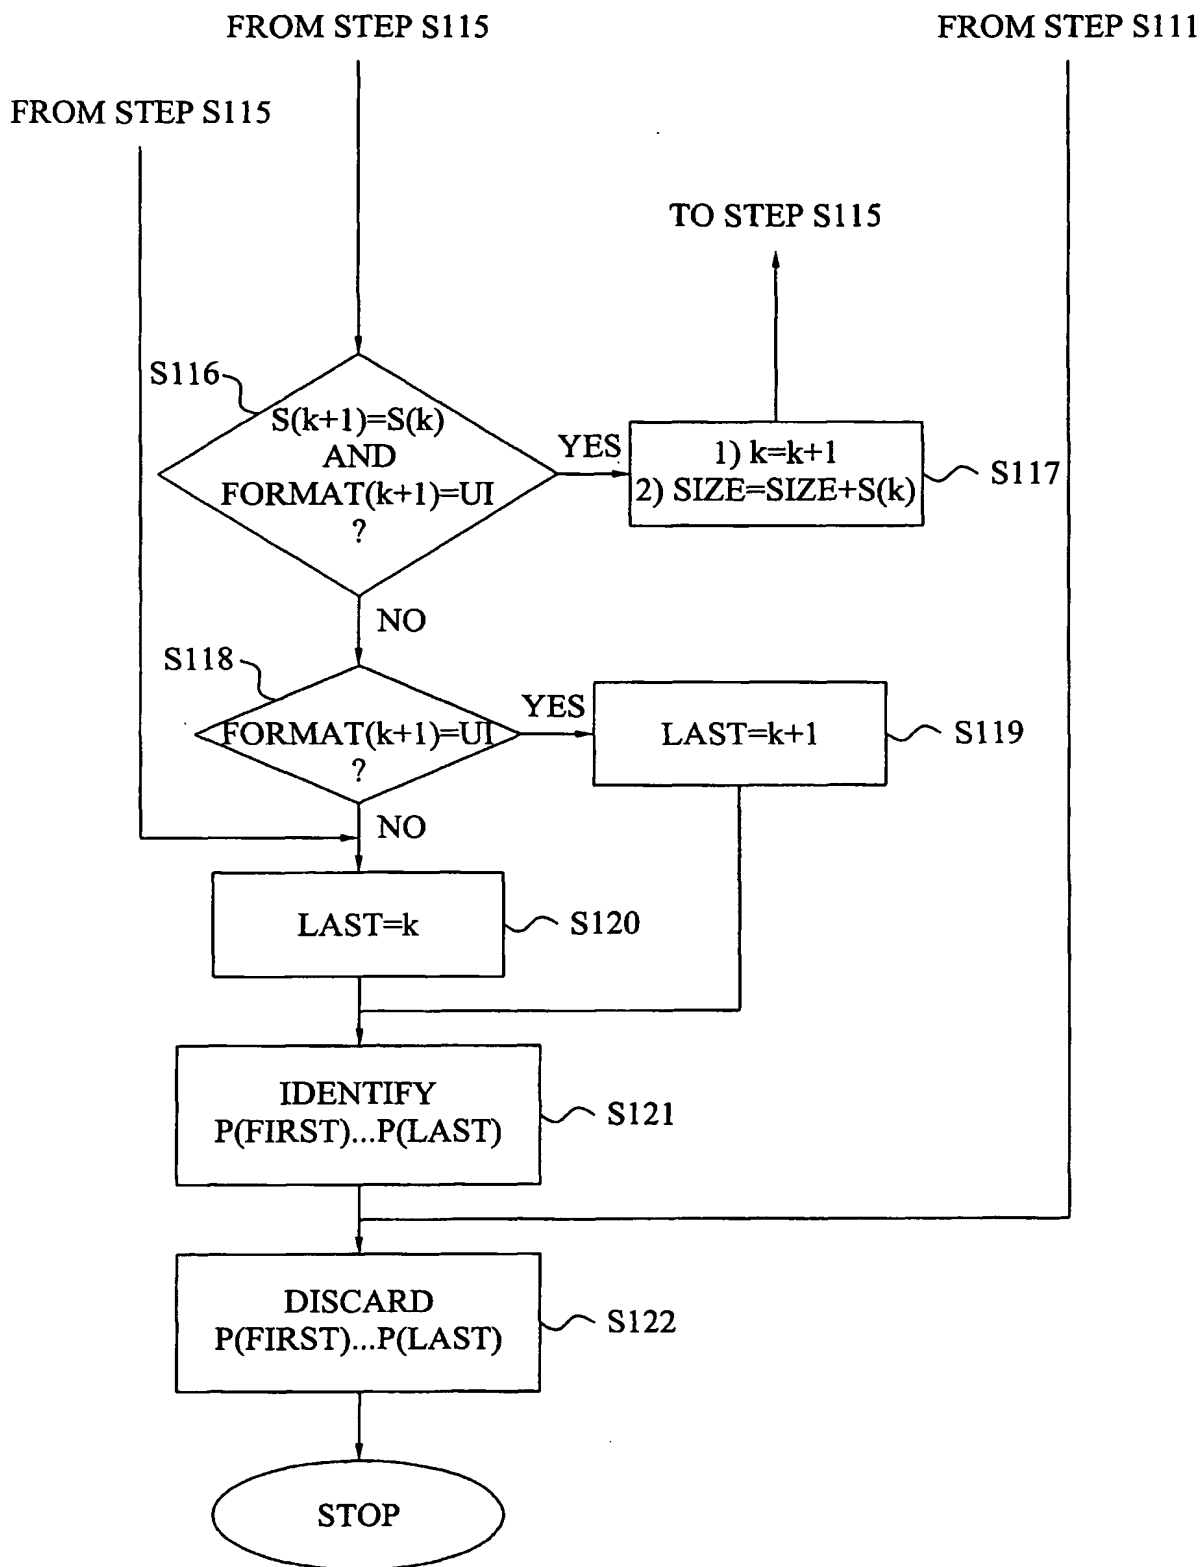 FROM STEP S115
FROM STEP S111
FROM STEP S115
TO STEP S115
S116
S(k+1)=S(k)
AND
FORMAT(k+1)=UI
?
YES
1) k=k+1
2) SIZE=SIZE+S(k)
S117
NO
S118
FORMAT(k+1)=UI
?
YES
LAST=k+1
S119
NO
LAST=k
S120
IDENTIFY
P(FIRST)...P(LAST)
S121
DISCARD
P(FIRST)...P(LAST)
S122
STOP